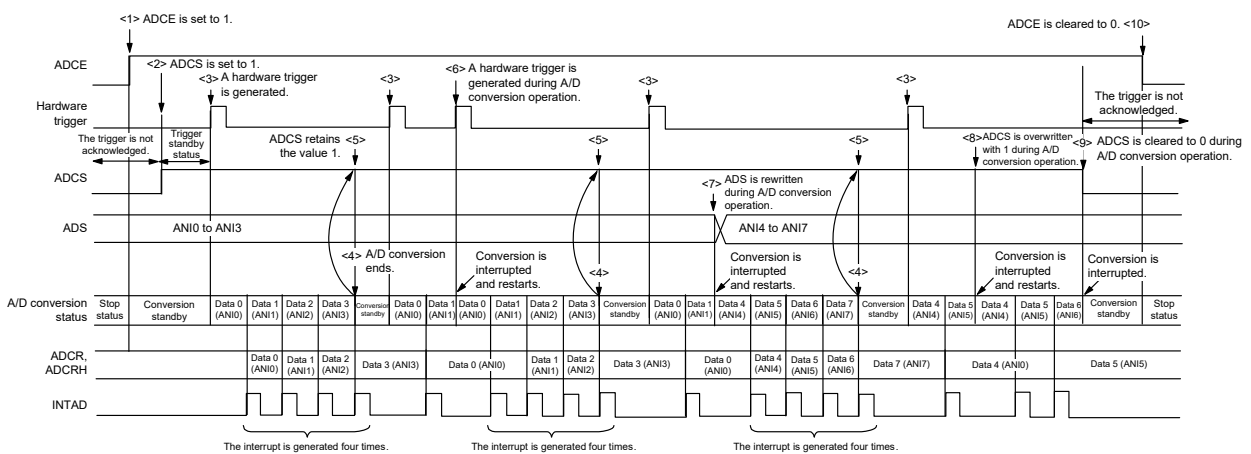 <1> ADCE is set to 1.
ADCE is cleared to 0. <10>
ADCE
<2> ADCS is set to 1.
<3> A hardware trigger
is generated.
<3>
<6> A hardware trigger is
generated during A/D
conversion operation.
<3>
<3>
The trigger is not
acknowledged.
Hardware
trigger
The trigger is not
acknowledged.
Trigger
standby
status
ADCS retains
the value 1.
<5>
<5>
<5>
<8> ADCS is overwritten
with 1 during A/D
conversion operation.
<9> ADCS is cleared to 0 during
A/D conversion operation.
ADCS
<7> ADS is rewritten
during A/D conversion
operation.
ADS
ANI0 to ANI3
ANI4 to ANI7
<4> A/D conversion
ends.
Conversion is
interrupted
and restarts.
<4>
Conversion is
interrupted
and restarts.
<4>
Conversion is
interrupted
and restarts.
Conversion is
interrupted.
A/D conversion
status
Stop
status
Conversion
standby
Data 0
(ANI0)
Data 1
(ANI1)
Data 2
(ANI2)
Data 3
(ANI3)
Conversion
standby
Data 0
(ANI0)
Data 1
(ANI1)
Data 0
(ANI0)
Data1
(ANI1)
Data 2
(ANI2)
Data 3
(ANI3)
Conversion
standby
Data 0
(ANI0)
Data 1
(ANI1)
Data 4
(ANI4)
Data 5
(ANI5)
Data 6
(ANI6)
Data 7
(ANI7)
Conversion
standby
Data 4
(ANI4)
Data 5
(ANI5)
Data 4
(ANI4)
Data 5
(ANI5)
Data 6
(ANI6)
Conversion
standby
Stop
status
ADCR,
ADCRH
Data 0
(ANI0)
Data 1
(ANI1)
Data 2
(ANI2)
Data 3 (ANI3)
Data 0 (ANI0)
Data 1
(ANI1)
Data 2
(ANI2)
Data 3 (ANI3)
Data 0
(ANI0)
Data 4
(ANI4)
Data 5
(ANI5)
Data 6
(ANI6)
Data 7 (ANI7)
Data 4 (ANI0)
Data 5 (ANI5)
INTAD
The interrupt is generated four times.
The interrupt is generated four times.
The interrupt is generated four times.